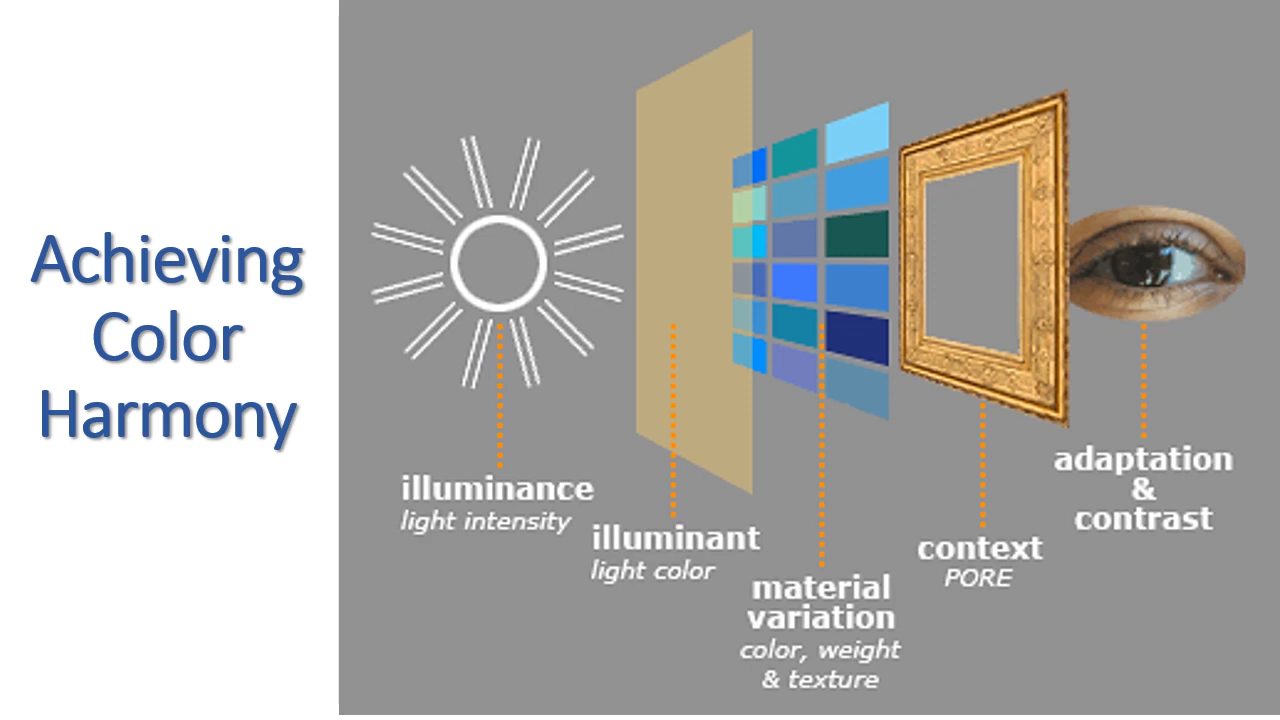 Achieving
Color
Harmony
illuminance
light intensity
illuminant
light color
material
variation
color, weight
& texture
context
PORE
adaptation
&
contrast